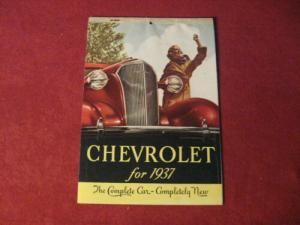 CHEVROLET
for 1937
The Complete Car - Completely New